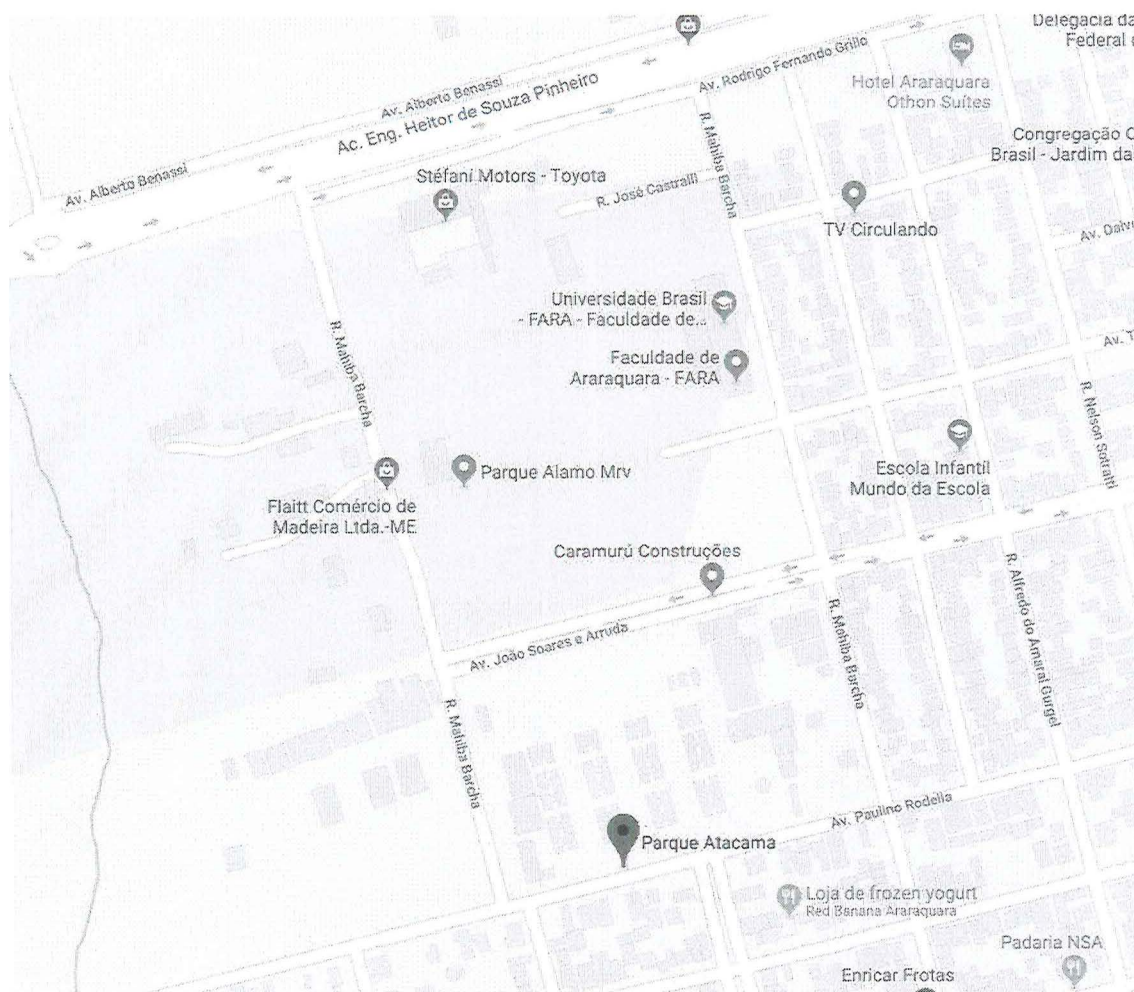 Delegacia da
Federal
Av. Rodrigo Fernando Grillo
Hotel Araraquara
Othon Suítes
Av. Alberto Benassi
Ac. Eng. Heitor de Souza Pinheiro
R. Mahiba Barcha
Congregação C
Brasil - Jardim da
Av. Alberto Benassi
Stéfani Motors - Toyota
R. José Castralli
TV Circulando
Av. Dalv
Universidade Brasil
- FARA - Faculdade de...
R. Mahiba Barcha
Av. T
Faculdade de
Araraquara - FARA
R. Nelson Sotratti
Parque Alamo Mrv
Escola Infantil
Mundo da Escola
Flaitt Comércio de
Madeira Ltda.-ME
Caramurú Construções
R. Alfredo do Amaral Gurgel
Av. João Soares e Arruda
R. Mahiba Barcha
R. Mahiba Barcha
Av. Paulino Rodella
Parque Atacama
Loja de frozen yogurt
Red Banana Araraquara
Padaria NSA
Enricar Frotas